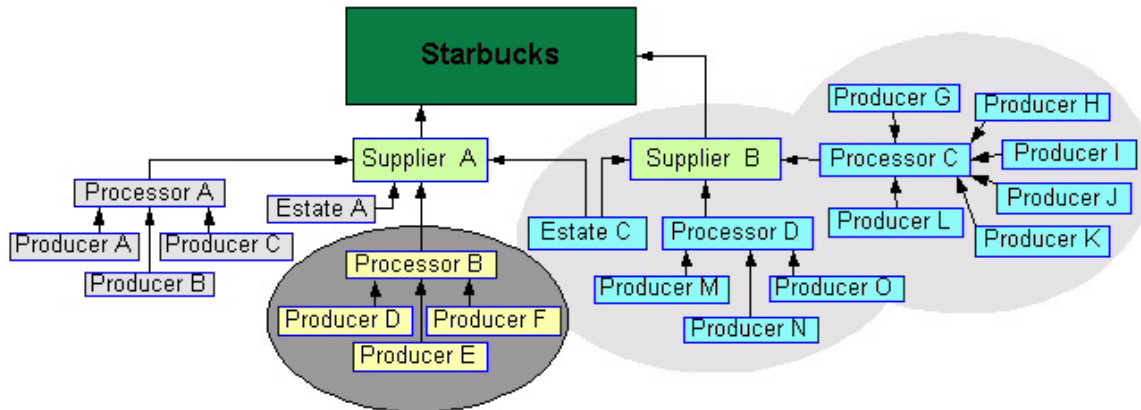 Starbucks
Supplier A
Supplier B
Processor A
Estate A
Producer A
Producer C
Producer B
Processor B
Producer D
Producer F
Producer E
Estate C
Processor D
Producer M
Producer O
Producer N
Processor C
Producer G
Producer H
Producer I
Producer J
Producer L
Producer K